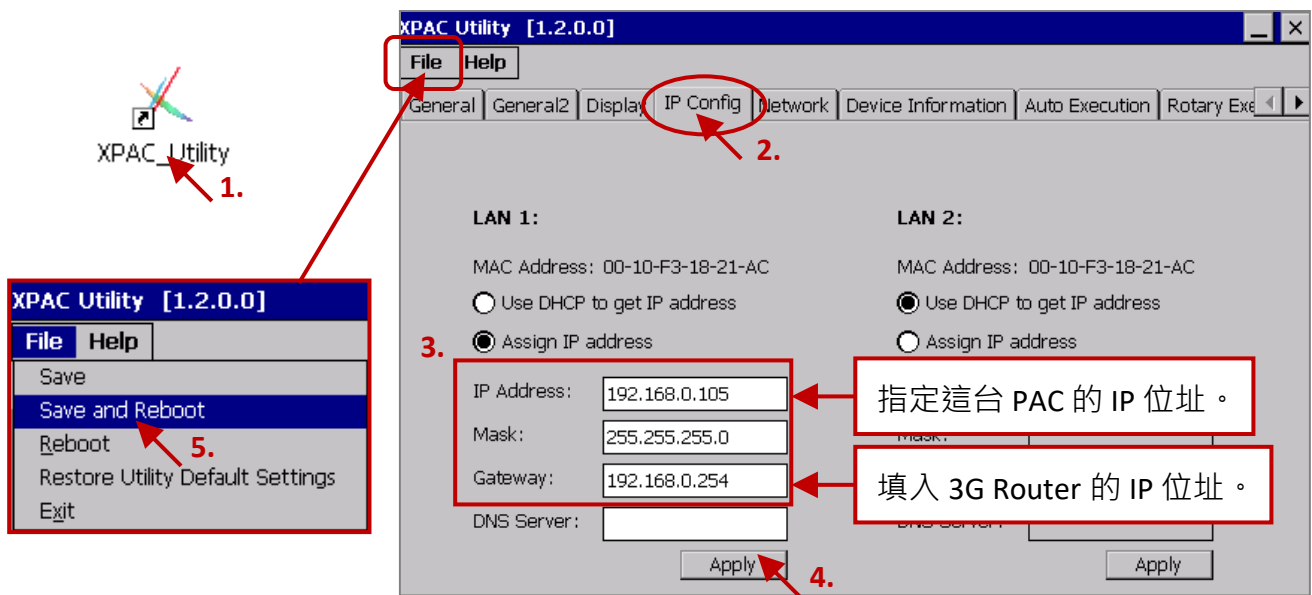 XPAC_Utility
1.
XPAC Utility [1.2.0.0]
File Help
General General2 Display IP Config Network Device Information Auto Execution Rotary Exe
2.
LAN 1:
MAC Address: 00-10-F3-18-21-AC
Use DHCP to get IP address
3.
Assign IP address
IP Address: 192.168.0.105
Mask: 255.255.255.0
Gateway: 192.168.0.254
DNS Server:
Apply
4.
LAN 2:
MAC Address: 00-10-F3-18-21-AC
Use DHCP to get IP address
Assign IP address
指定這台 PAC 的 IP 位址。
Mask:
填入 3G Router 的 IP 位址。
DNS Server:
Apply
XPAC Utility [1.2.0.0]
File Help
Save
Save and Reboot
5.
Reboot
Restore Utility Default Settings
Exit